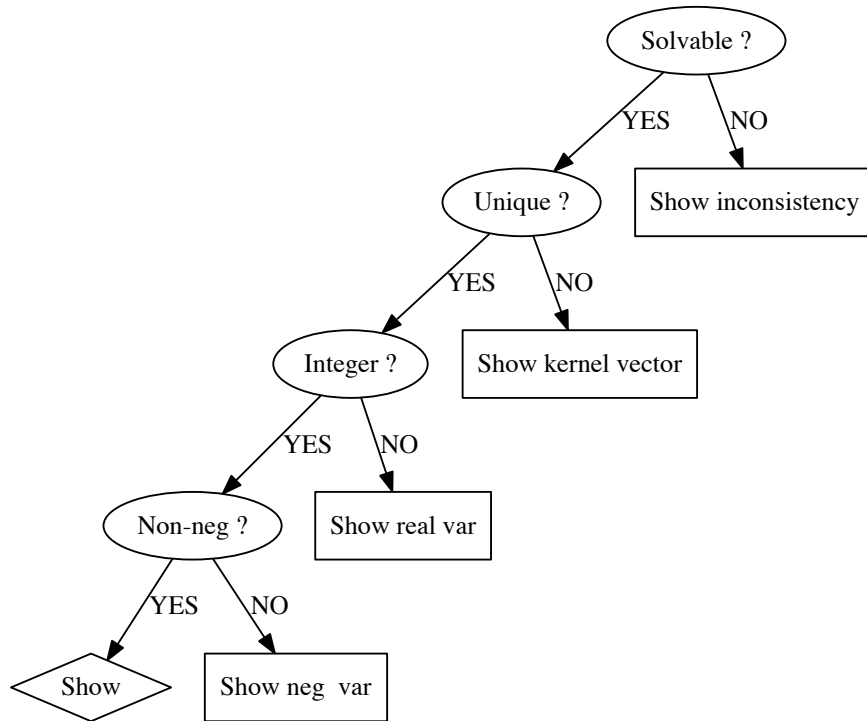 Solvable ?
YES
NO
Unique ?
Show inconsistency
YES
NO
Integer ?
Show kernel vector
YES
NO
Non-neg ?
Show real var
YES
NO
Show
Show neg  var